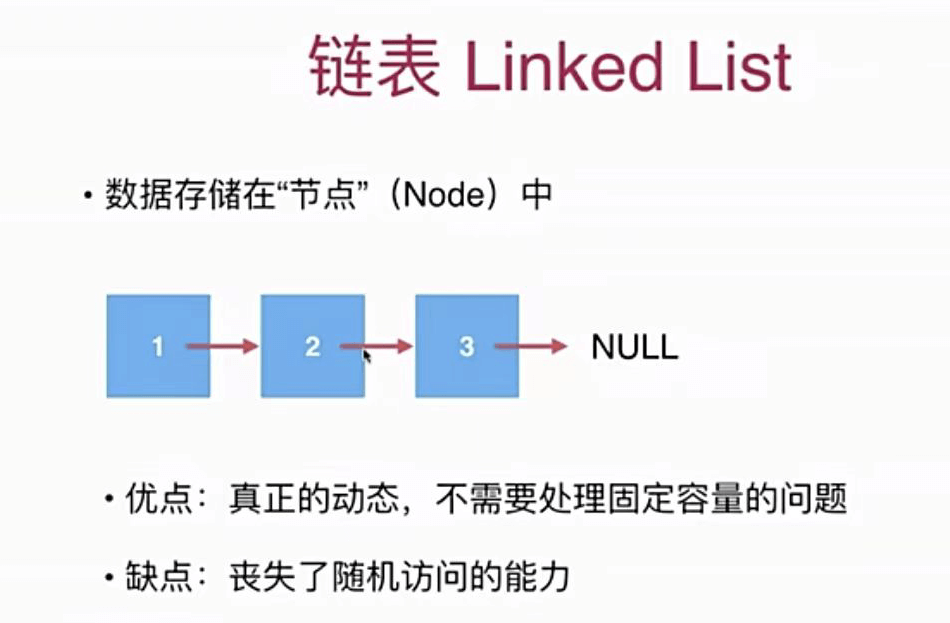 链表 Linked List
• 数据存储在“节点”（Node）中
1 2 3 NULL
• 优点：真正的动态，不需要处理固定容量的问题
• 缺点：丧失了随机访问的能力